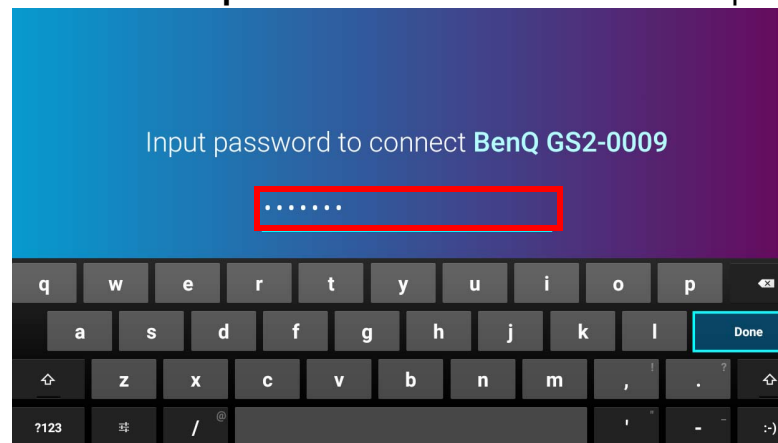 Input password to connect BenQ GS2-0009
•••••••
q w e r t y u i o p
a s d f g h j k l Done
z x c v b n m , ! . ?
?123 / @ ' " - _ :-)